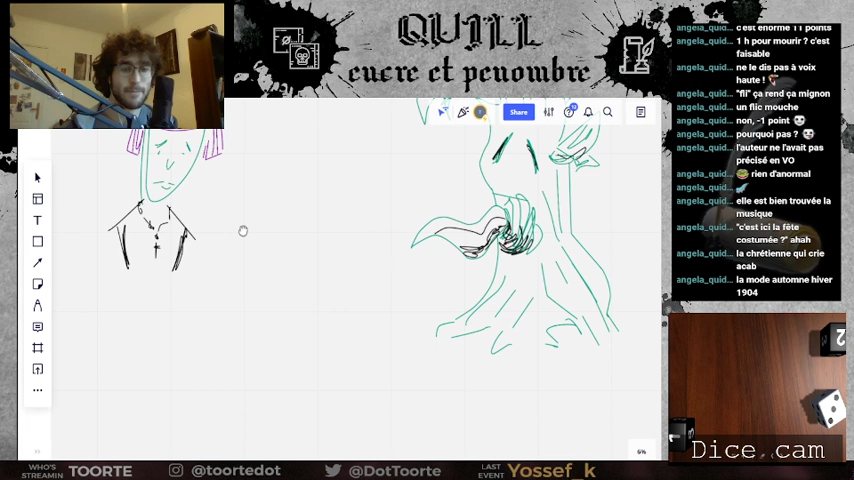 QUILL
encre et penombre
Share
6%
c'est énorme 11 points
angela_quid... 1 h pour mourir ? c'est
faisable
angela_quid... ne le dis pas à voix
haute !
angela_quid... "fli" ça rend ça mignon
angela_quid... un flic mouche
angela_quid... non, -1 point
angela_quid... pourquoi pas ?
angela_quid... l'auteur ne l'avait pas
précisé en VO
angela_quid... rien d'anormal
angela_quid...
angela_quid... elle est bien trouvée la
musique
angela_quid... "c'est ici la fête
costumée ?" ahah
angela_quid... la chrétienne qui crie
acab
angela_quid... la mode automne hiver
1904
2
1
Dice.cam
WHO'S
STREAMIN TOORTE
@toortedot
@DotToorte
LAST
EVENT Yossef_k